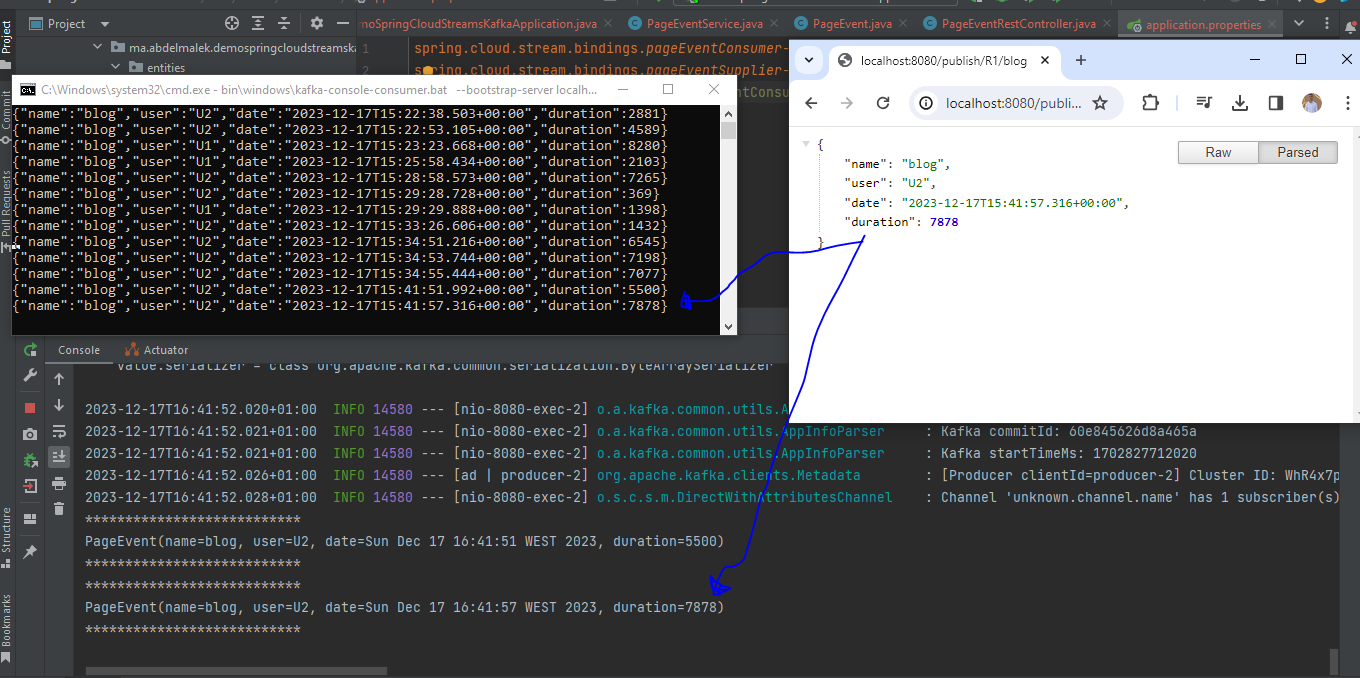 Project
noSpringCloudStreamsKafkaApplication.java
PageEventService.java
PageEvent.java
PageEventRestController.java
application.properties
ma.abdelmalek.demospringcloudstreamska
entities
1
2
spring.cloud.stream.bindings.pageEventConsumer-
spring.cloud.stream.bindings.pageEventSupplier-
Project
Commit
Pull Requests
Structure
Bookmarks
C:\Windows\system32\cmd.exe - bin\windows\kafka-console-consumer.bat --bootstrap-server localh...
{"name":"blog","user":"U2","date":"2023-12-17T15:22:38.503+00:00","duration":2881}
{"name":"blog","user":"U2","date":"2023-12-17T15:22:53.105+00:00","duration":4589}
{"name":"blog","user":"U1","date":"2023-12-17T15:23:23.668+00:00","duration":8280}
{"name":"blog","user":"U1","date":"2023-12-17T15:25:58.434+00:00","duration":2103}
{"name":"blog","user":"U2","date":"2023-12-17T15:28:58.573+00:00","duration":7265}
{"name":"blog","user":"U2","date":"2023-12-17T15:29:28.728+00:00","duration":369}
{"name":"blog","user":"U1","date":"2023-12-17T15:29:29.888+00:00","duration":1398}
{"name":"blog","user":"U2","date":"2023-12-17T15:33:26.606+00:00","duration":1432}
{"name":"blog","user":"U2","date":"2023-12-17T15:34:51.216+00:00","duration":6545}
{"name":"blog","user":"U2","date":"2023-12-17T15:34:53.744+00:00","duration":7198}
{"name":"blog","user":"U2","date":"2023-12-17T15:34:55.444+00:00","duration":7077}
{"name":"blog","user":"U2","date":"2023-12-17T15:41:51.992+00:00","duration":5500}
{"name":"blog","user":"U2","date":"2023-12-17T15:41:57.316+00:00","duration":7878}
localhost:8080/publish/R1/blog
localhost:8080/publi...
Raw
Parsed
{
"name": "blog",
"user": "U2",
"date": "2023-12-17T15:41:57.316+00:00",
"duration": 7878
}
Console
Actuator
value.serializer = class org.apache.kafka.common.serialization.ByteArraySerializer
2023-12-17T16:41:52.020+01:00 INFO 14580 --- [nio-8080-exec-2] o.a.kafka.common.utils.A
2023-12-17T16:41:52.021+01:00 INFO 14580 --- [nio-8080-exec-2] o.a.kafka.common.utils.AppInfoParser : Kafka commitId: 60e845626d8a465a
2023-12-17T16:41:52.021+01:00 INFO 14580 --- [nio-8080-exec-2] o.a.kafka.common.utils.AppInfoParser : Kafka startTimeMs: 1702827712020
2023-12-17T16:41:52.026+01:00 INFO 14580 --- [ad | producer-2] org.apache.kafka.clients.Metadata : [Producer clientId=producer-2] Cluster ID: WhR4x7p
2023-12-17T16:41:52.028+01:00 INFO 14580 --- [nio-8080-exec-2] o.s.c.s.m.DirectWithAttributesChannel : Channel 'unknown.channel.name' has 1 subscriber(s)
***************************
PageEvent(name=blog, user=U2, date=Sun Dec 17 16:41:51 WEST 2023, duration=5500)
***************************
***************************
PageEvent(name=blog, user=U2, date=Sun Dec 17 16:41:57 WEST 2023, duration=7878)
***************************